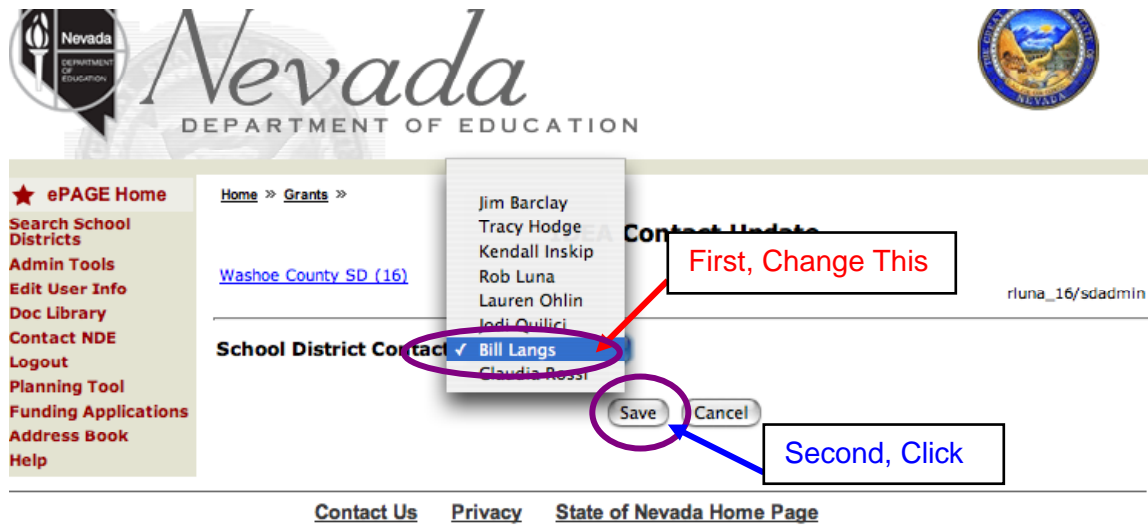 Nevada
DEPARTMENT
OF
EDUCATION
Nevada
DEPARTMENT OF EDUCATION
NEVADA
ePAGE Home
Search School
Districts
Admin Tools
Edit User Info
Doc Library
Contact NDE
Logout
Planning Tool
Funding Applications
Address Book
Help
Home » Grants »
IDEA Contact Update
Washoe County SD (16)
rluna_16/sdadmin
Jim Barclay
Tracy Hodge
Kendall Inskip
Rob Luna
Lauren Ohlin
Jodi Quilici
School District Contact ✓ Bill Langs
Claudia Rossi
First, Change This
Save Cancel
Second, Click
Contact Us Privacy State of Nevada Home Page